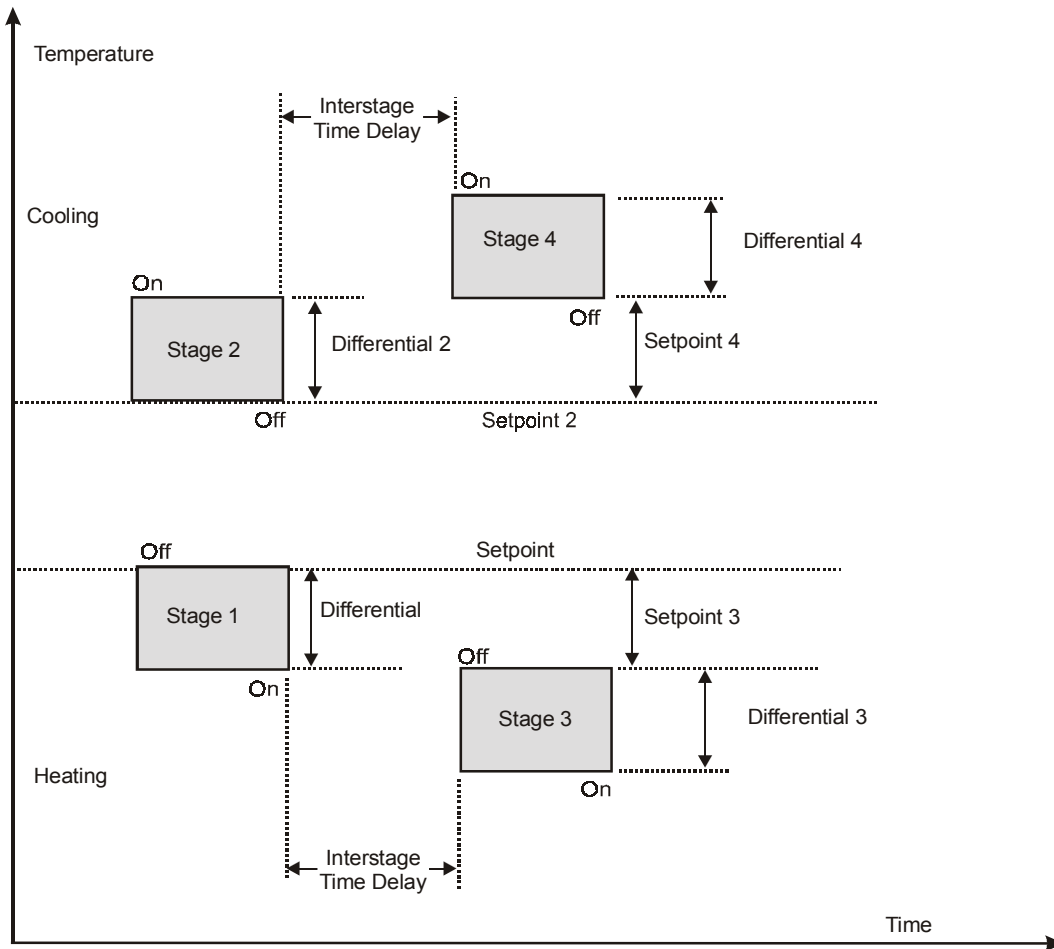 Temperature
Interstage
Time Delay
On
Cooling
Stage 4
Differential 4
On
Off
Stage 2
Differential 2
Setpoint 4
Off
Setpoint 2
Off
Setpoint
Stage 1
Differential
Setpoint 3
Off
On
Stage 3
Differential 3
Heating
On
Interstage
Time Delay
Time